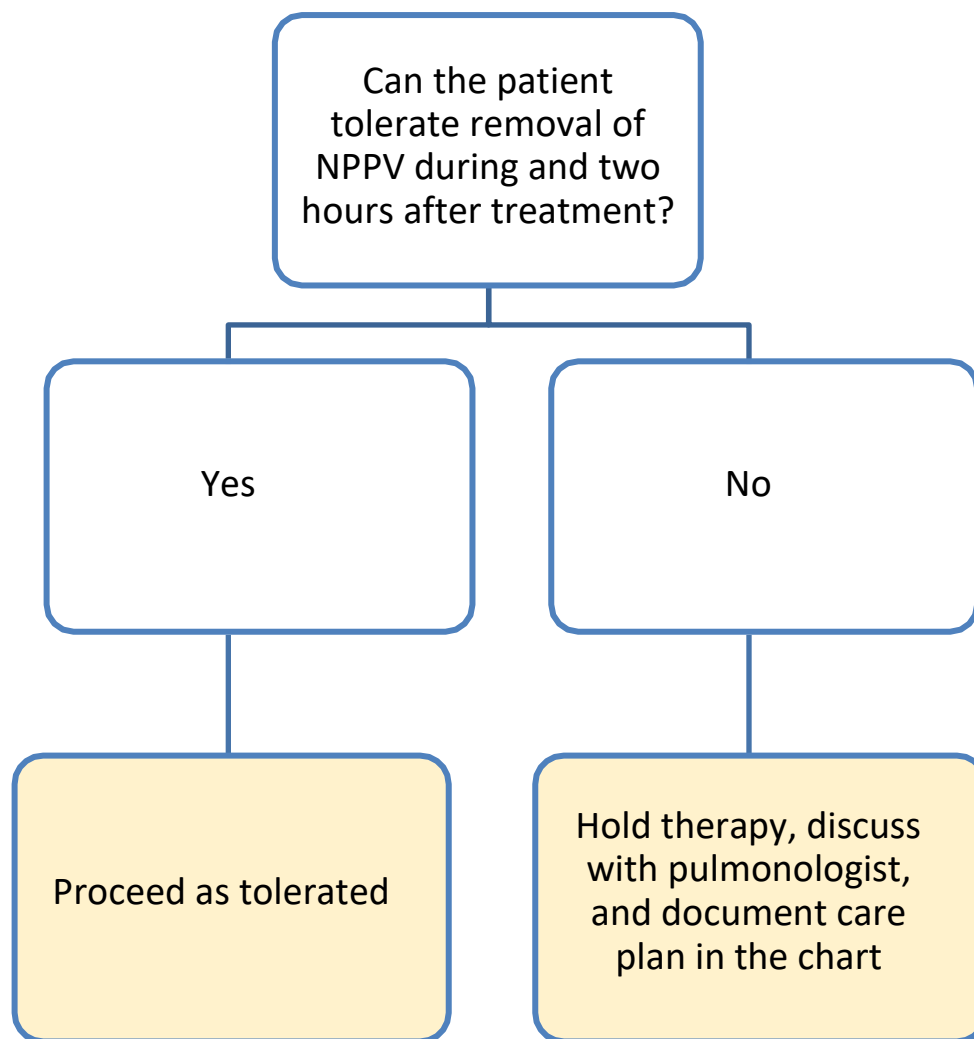 Can the patient
tolerate removal of
NPPV during and two
hours after treatment?
Yes
No
Proceed as tolerated
Hold therapy, discuss
with pulmonologist,
and document care
plan in the chart